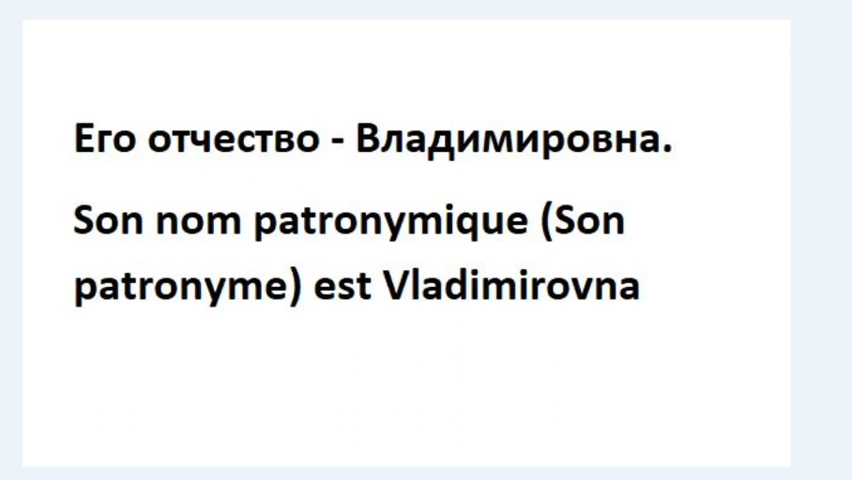 Его отчество - Владимировна.
Son nom patronymique (Son
patronyme) est Vladimirovna